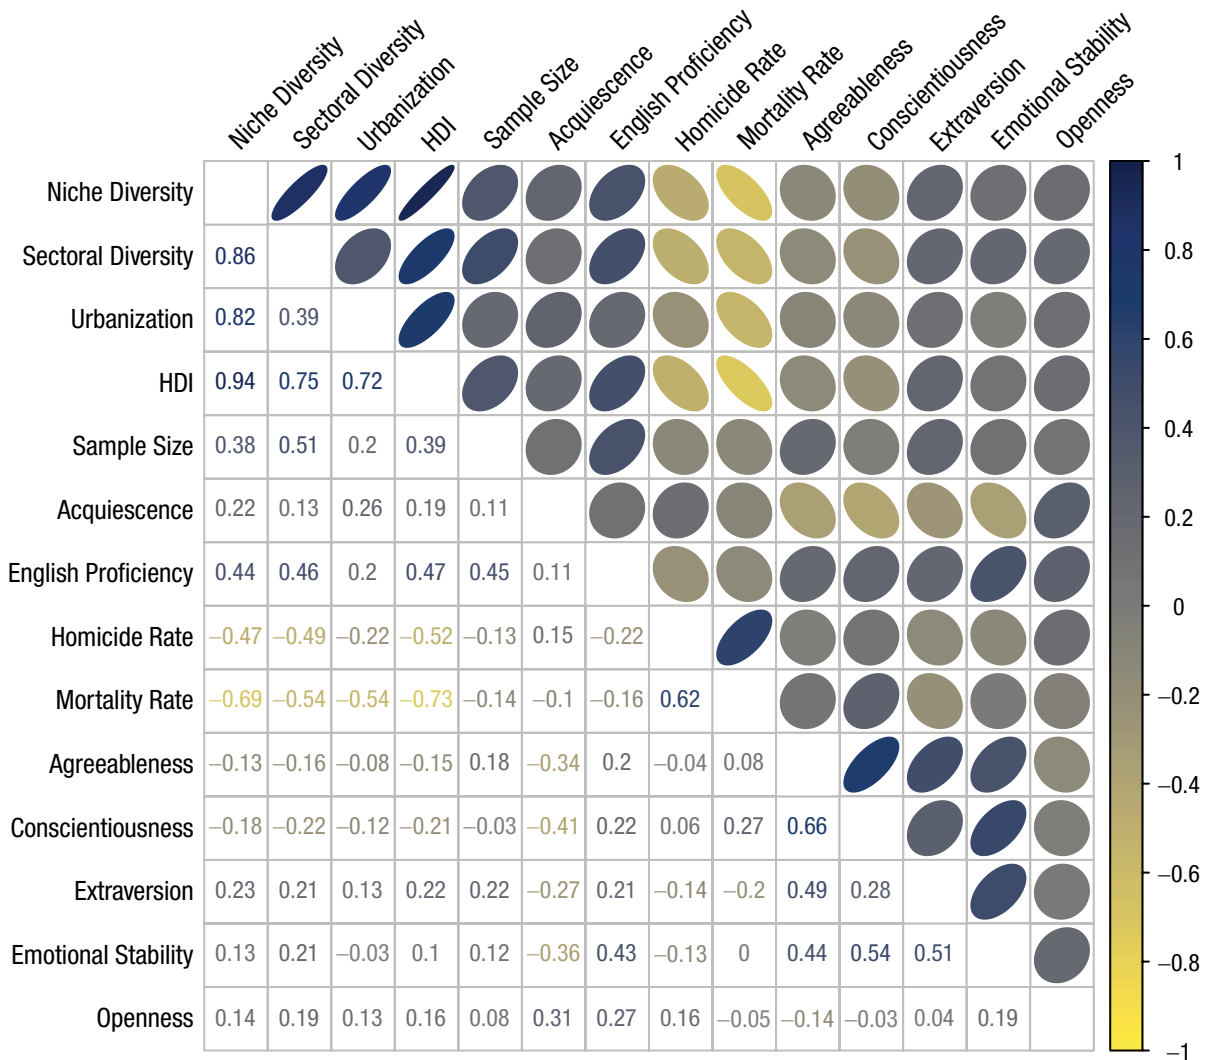 Niche Diversity
Sectoral Diversity
Urbanization
HDI
Sample Size
Acquiescence
English Proficiency
Homicide Rate
Mortality Rate
Agreeableness
Conscientiousness
Extraversion
Emotional Stability
Openness
Niche Diversity
Sectoral Diversity 0.86
Urbanization 0.82 0.39
HDI 0.94 0.75 0.72
Sample Size 0.38 0.51 0.2 0.39
Acquiescence 0.22 0.13 0.26 0.19 0.11
English Proficiency 0.44 0.46 0.2 0.47 0.45 0.11
Homicide Rate −0.47 −0.49 −0.22 −0.52 −0.13 0.15 −0.22
Mortality Rate −0.69 −0.54 −0.54 −0.73 −0.14 −0.1 −0.16 0.62
Agreeableness −0.13 −0.16 −0.08 −0.15 0.18 −0.34 0.2 −0.04 0.08
Conscientiousness −0.18 −0.22 −0.12 −0.21 −0.03 −0.41 0.22 0.06 0.27 0.66
Extraversion 0.23 0.21 0.13 0.22 0.22 −0.27 0.21 −0.14 −0.2 0.49 0.28
Emotional Stability 0.13 0.21 −0.03 0.1 0.12 −0.36 0.43 −0.13 0 0.44 0.54 0.51
Openness 0.14 0.19 0.13 0.16 0.08 0.31 0.27 0.16 −0.05 −0.14 −0.03 0.04 0.19
1
0.8
0.6
0.4
0.2
0
−0.2
−0.4
−0.6
−0.8
−1